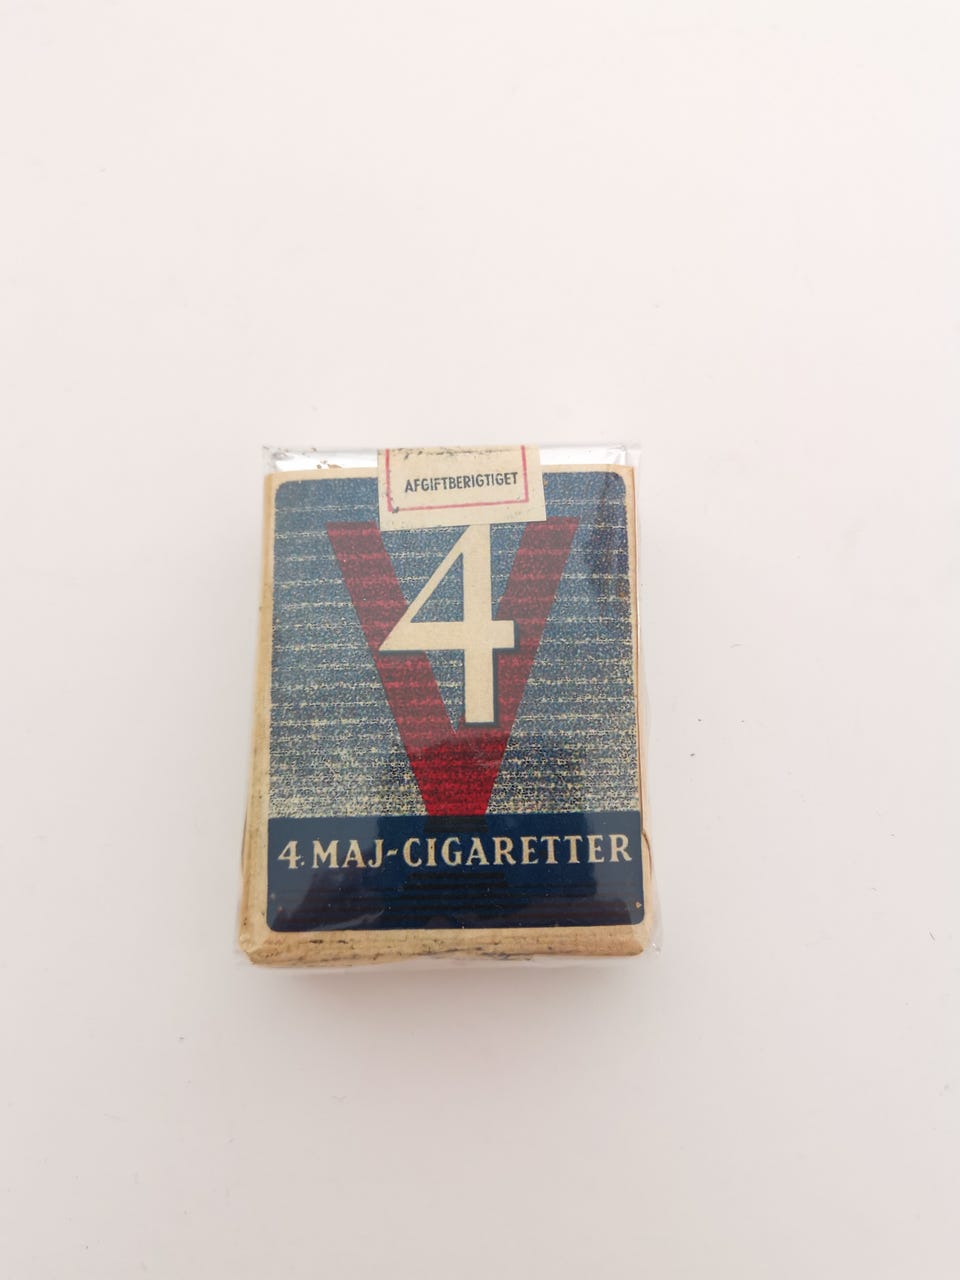 AFGIFTBERIGTIGET
V
4
4. MAJ-CIGARETTER